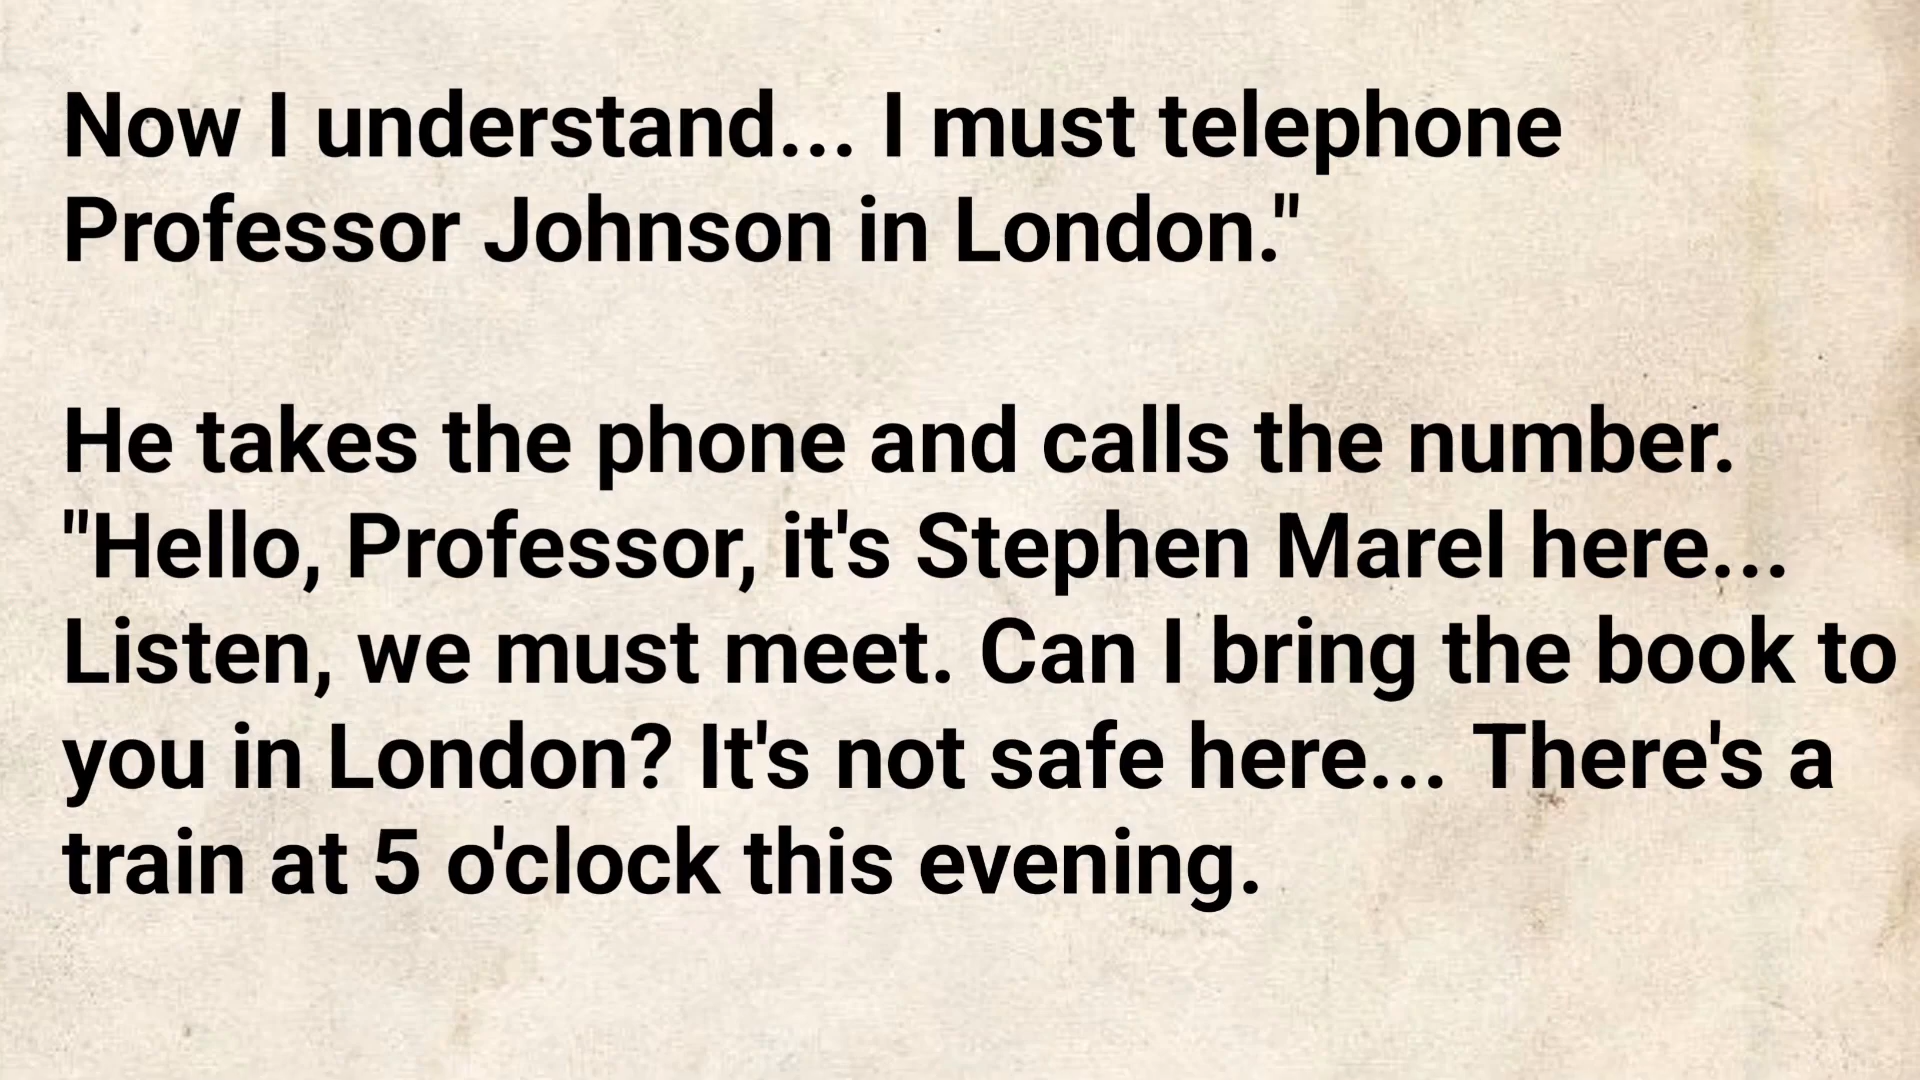 Now I understand... I must telephone
Professor Johnson in London."
He takes the phone and calls the number.
"Hello, Professor, it's Stephen Marel here...
Listen, we must meet. Can I bring the book to
you in London? It's not safe here... There's a
train at 5 o'clock this evening.